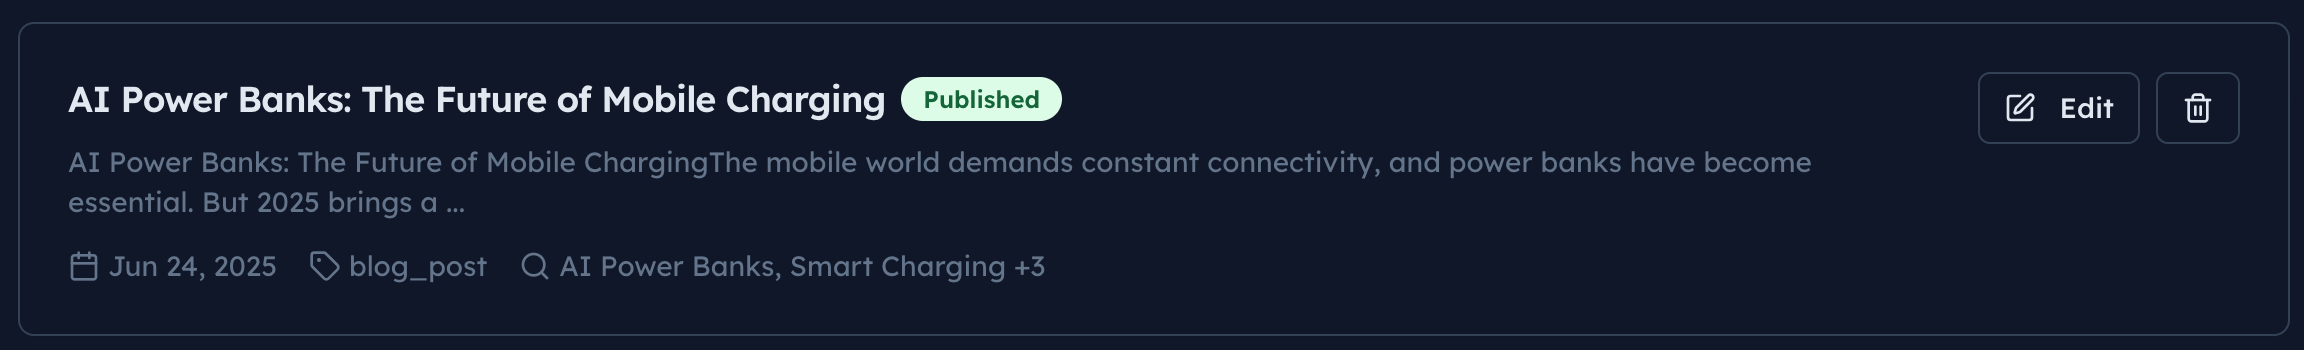 AI Power Banks: The Future of Mobile Charging Published
Edit
AI Power Banks: The Future of Mobile ChargingThe mobile world demands constant connectivity, and power banks have become
essential. But 2025 brings a ...
Jun 24, 2025 blog_post AI Power Banks, Smart Charging +3